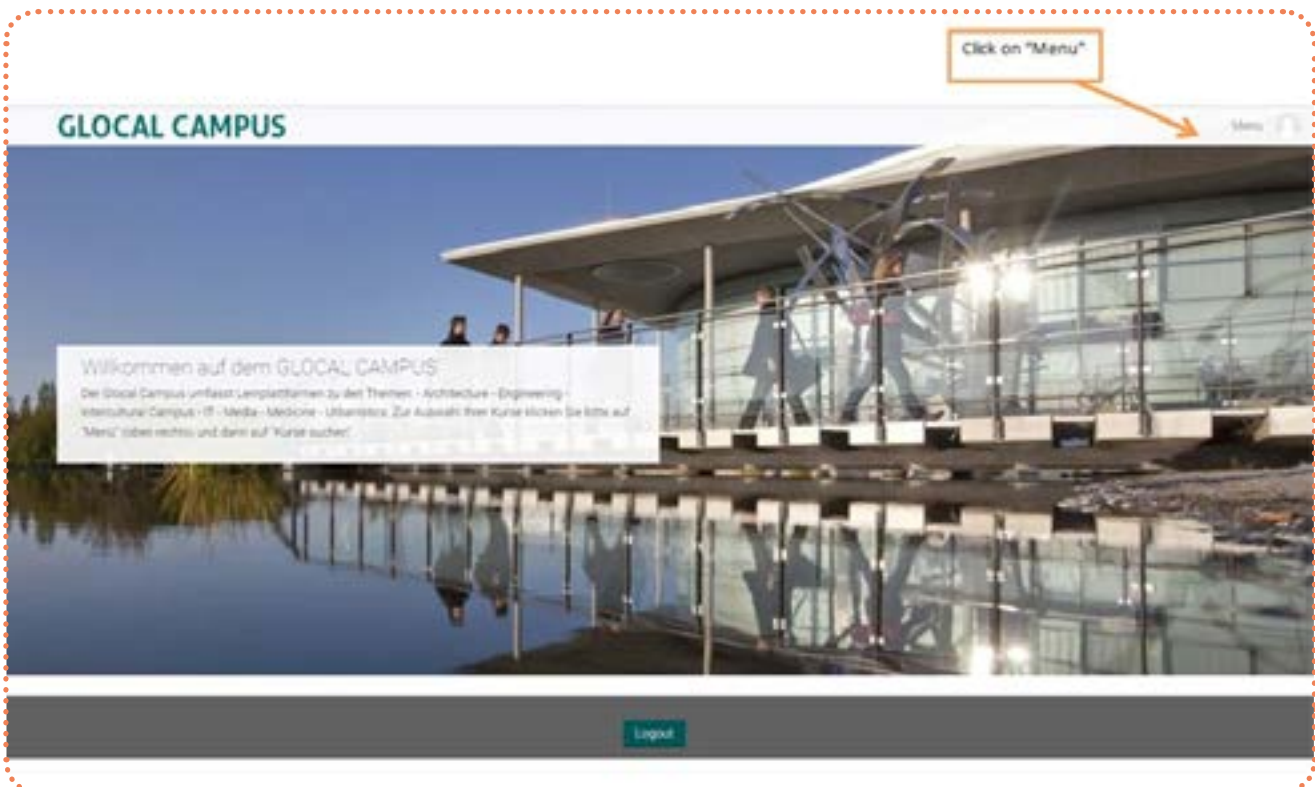 Click on "Menu"
GLOCAL CAMPUS
Menu
Willkommen auf dem GLOCAL CAMPUS
Der Glocal Campus umfasst Lernplattformen zu den Themen - Architecture - Engineering -
Intercultural Campus - IT - Media - Medicine - Urbanistics. Zur Auswahl Ihrer Kurse klicken Sie bitte auf
"Menü" (oben rechts) und dann auf "Kurse suchen".
Logout